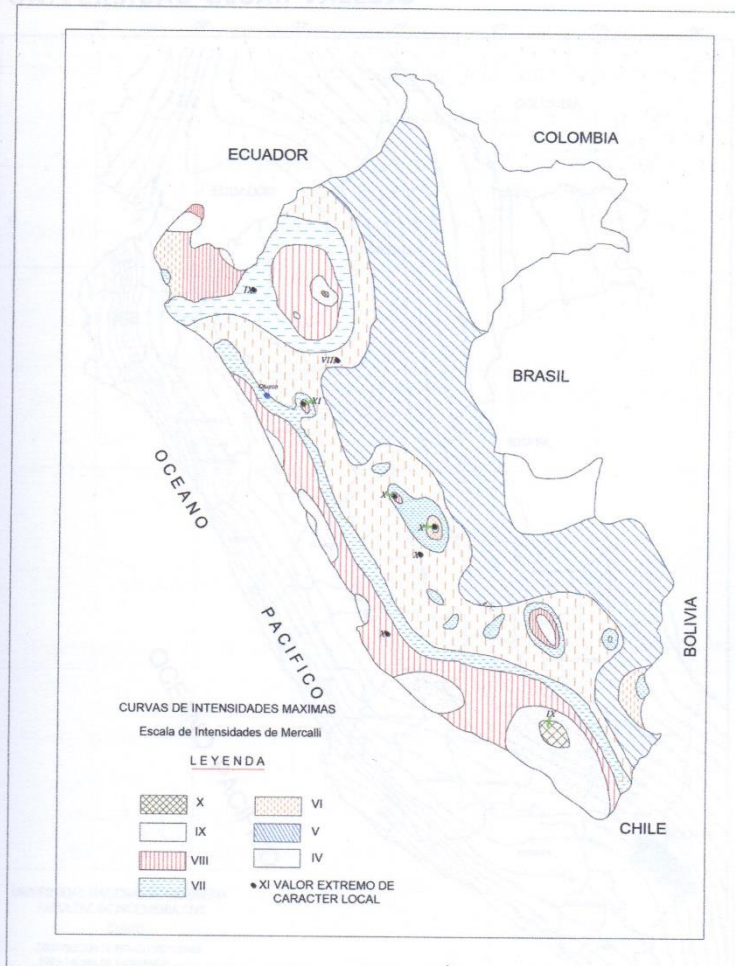 COLOMBIA
ECUADOR
IX
VIII
BRASIL
XI
OCEANO
X
X
X
BOLIVIA
X
PACIFICO
CURVAS DE INTENSIDADES MAXIMAS
Escala de Intensidades de Mercalli
IX
LEYENDA
X
VI
IX
V
VIII
IV
CHILE
VII
XI VALOR EXTREMO DE
CARACTER LOCAL